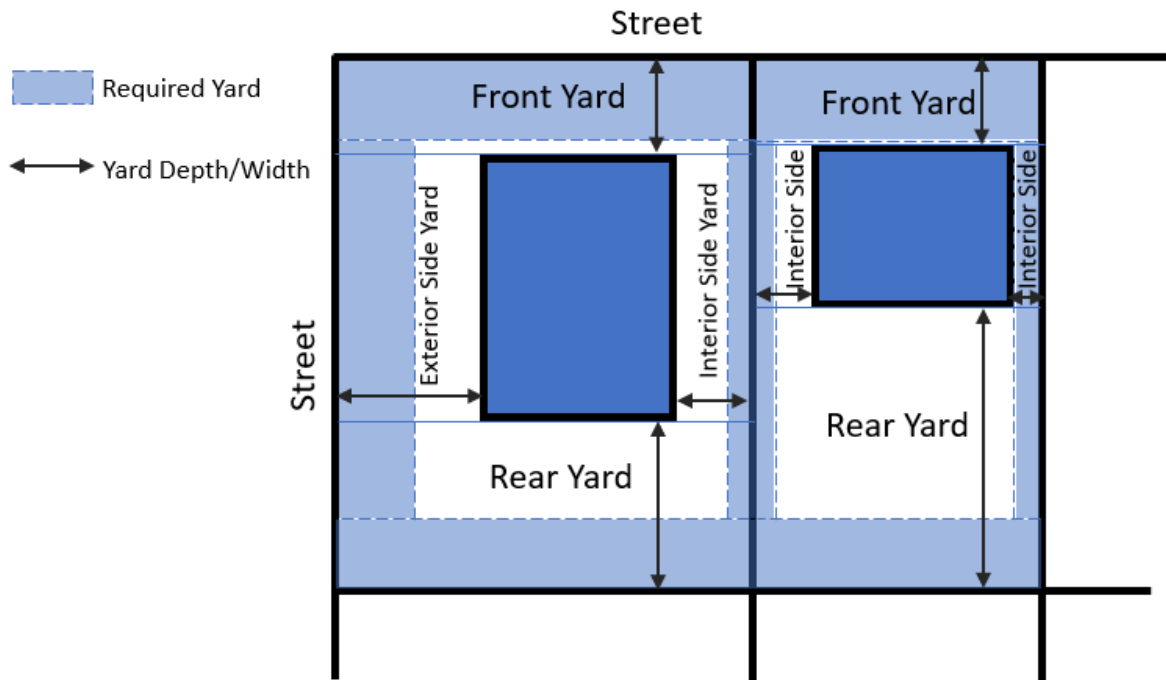 Street
Required Yard
Yard Depth/Width
Front Yard
Front Yard
Exterior Side Yard
Interior Side Yard
Interior Side
Interior Side
Street
Rear Yard
Rear Yard